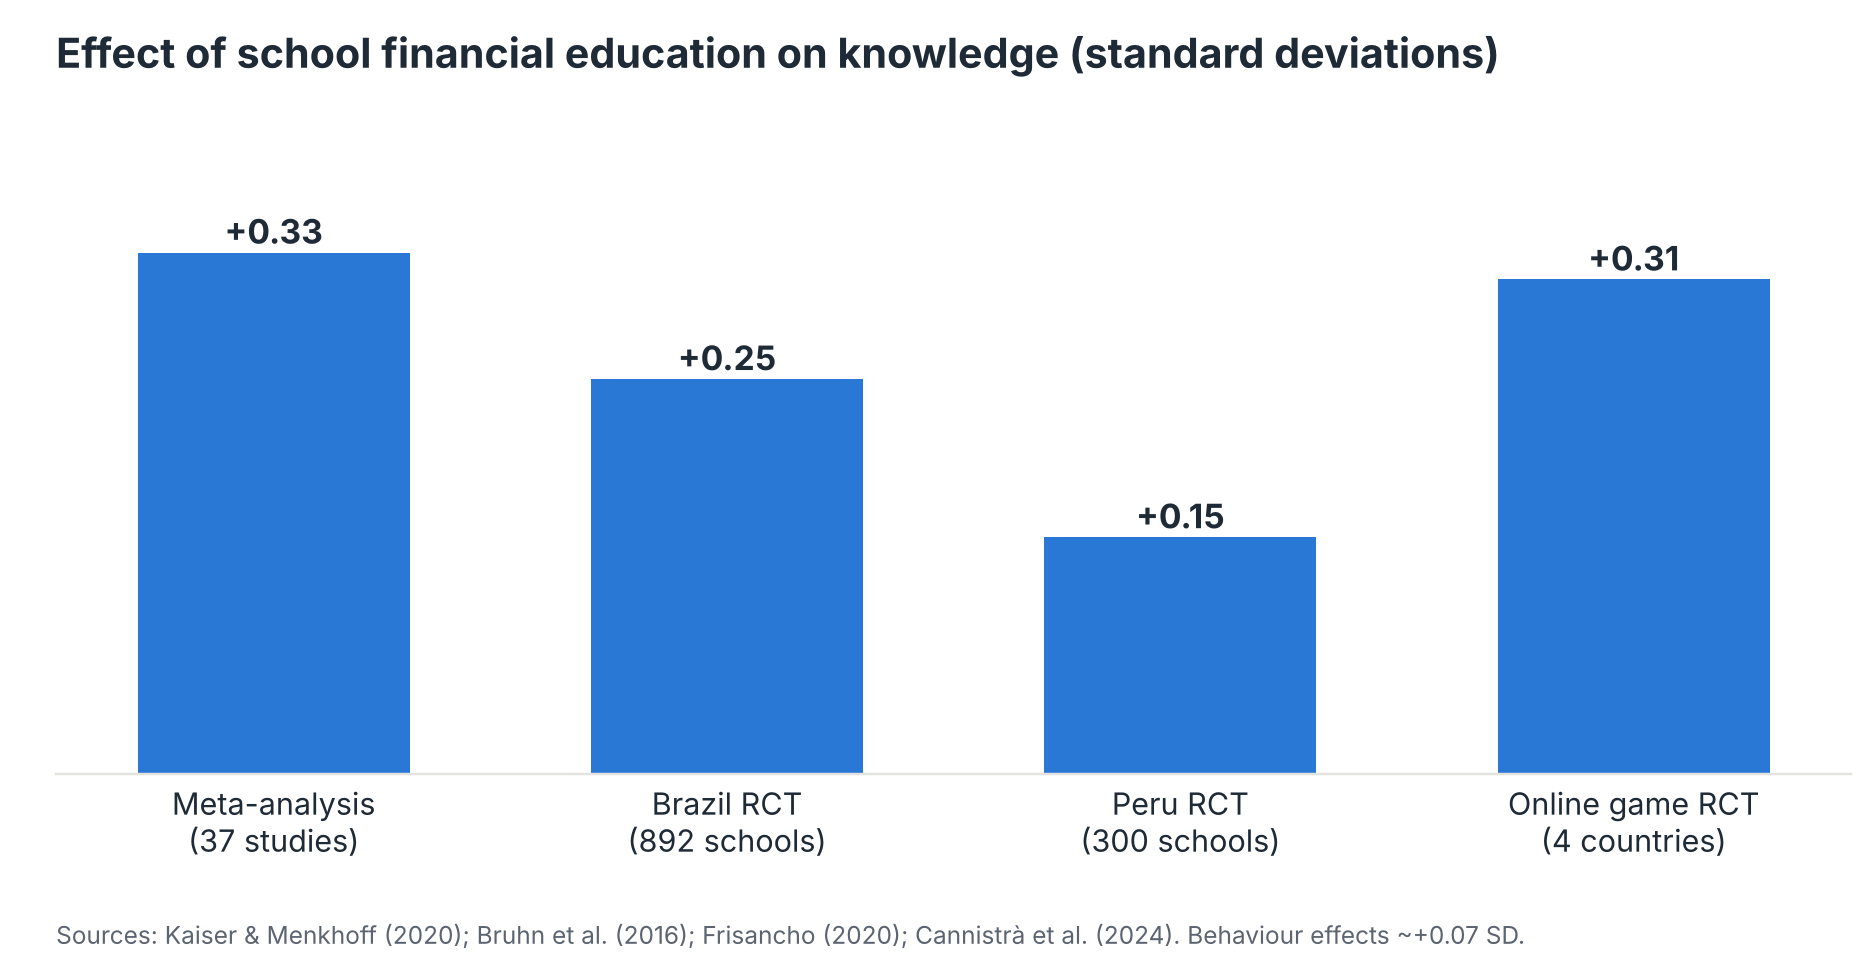 Effect of school financial education on knowledge (standard deviations)
+0.33
+0.25
+0.15
+0.31
Meta-analysis
(37 studies)
Brazil RCT
(892 schools)
Peru RCT
(300 schools)
Online game RCT
(4 countries)
Sources: Kaiser & Menkhoff (2020); Bruhn et al. (2016); Frisancho (2020); Cannistrà et al. (2024). Behaviour effects ~+0.07 SD.